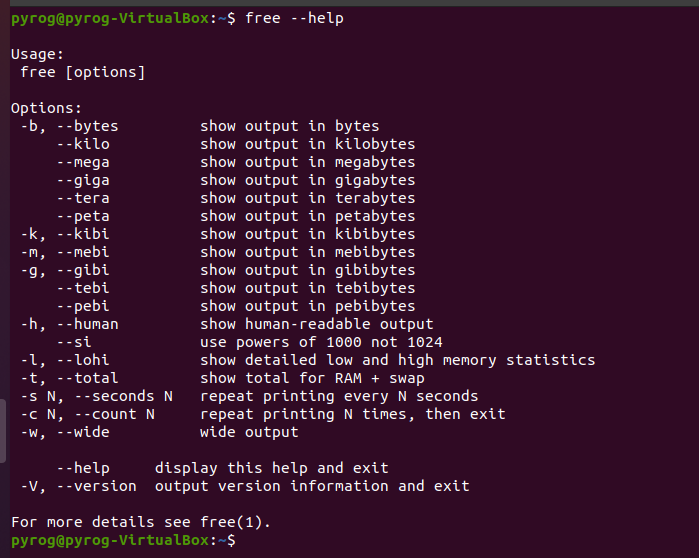 pyrog@pyrog-VirtualBox:~$ free --help
Usage:
free [options]
Options:
-b, --bytes show output in bytes
--kilo show output in kilobytes
--mega show output in megabytes
--giga show output in gigabytes
--tera show output in terabytes
--peta show output in petabytes
-k, --kibi show output in kibibytes
-m, --mebi show output in mebibytes
-g, --gibi show output in gibibytes
--tebi show output in tebibytes
--pebi show output in pebibytes
-h, --human show human-readable output
--si use powers of 1000 not 1024
-l, --lohi show detailed low and high memory statistics
-t, --total show total for RAM + swap
-s N, --seconds N repeat printing every N seconds
-c N, --count N repeat printing N times, then exit
-w, --wide wide output
--help display this help and exit
-V, --version output version information and exit
For more details see free(1).
pyrog@pyrog-VirtualBox:~$